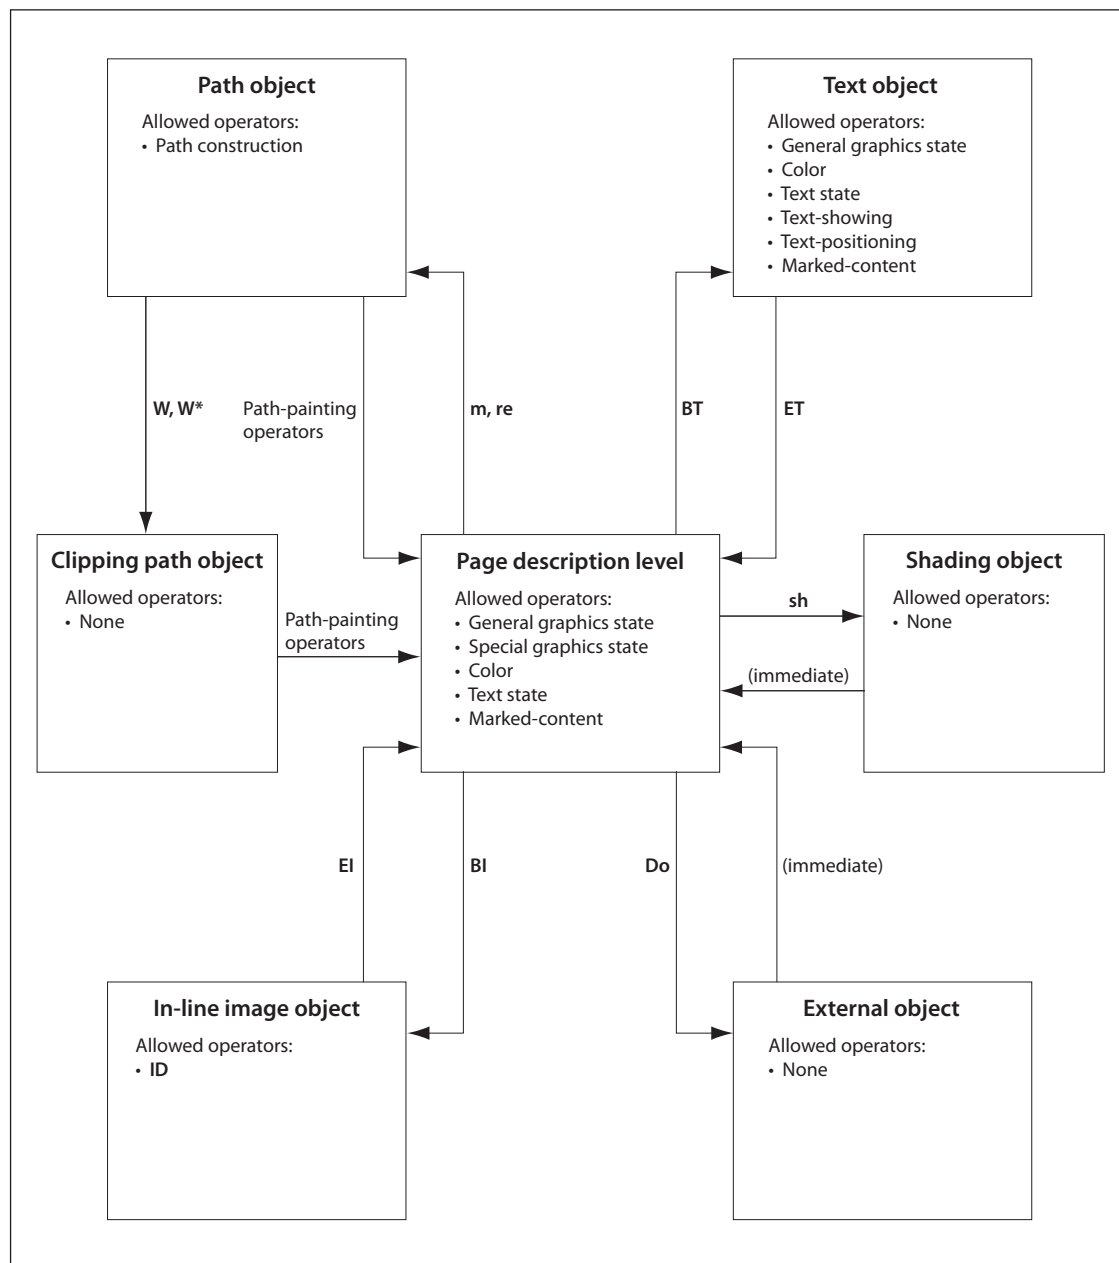 Path object
Allowed operators:
• Path construction
Text object
Allowed operators:
• General graphics state
• Color
• Text state
• Text-showing
• Text-positioning
• Marked-content
W, W*
Path-painting
operators
m, re
BT
ET
Clipping path object
Allowed operators:
• None
Path-painting
operators
Page description level
Allowed operators:
• General graphics state
• Special graphics state
• Color
• Text state
• Marked-content
sh
(immediate)
Shading object
Allowed operators:
• None
EI
BI
Do
(immediate)
In-line image object
Allowed operators:
• ID
External object
Allowed operators:
• None